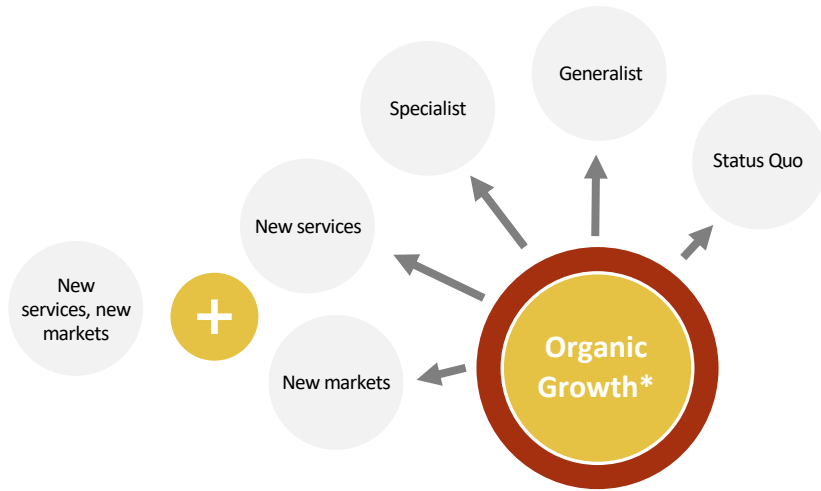 Generalist
Specialist
Status Quo
New services
New
services, new
markets
+
New markets
Organic
Growth*